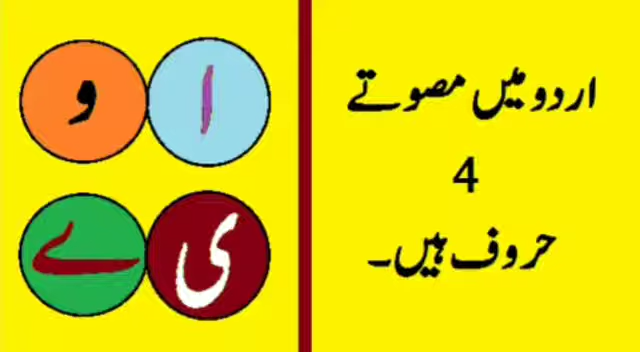 اردو میں مصوتے
4
حروف ہیں۔
ا و
ی ے